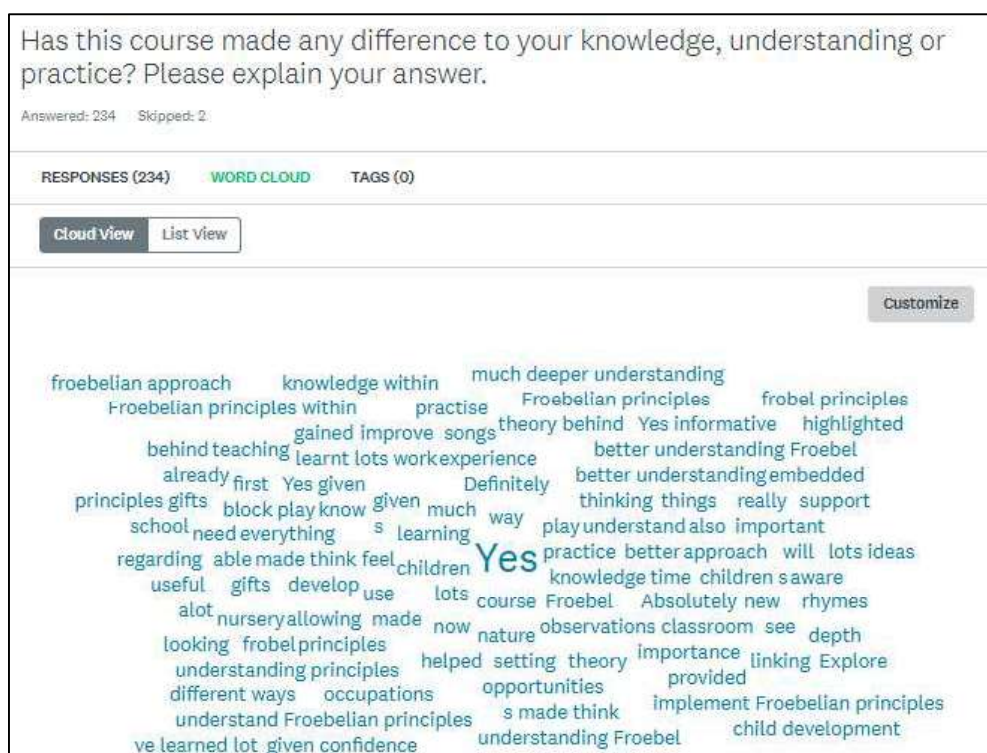 Has this course made any difference to your knowledge, understanding or
practice? Please explain your answer.
Answered: 234 Skipped: 2
RESPONSES (234) WORD CLOUD TAGS (0)
Cloud View List View
Customize
froebelian approach knowledge within much deeper understanding
Froebelian principles within practise Froebelian principles frobel principles
gained improve songs theory behind Yes informative highlighted
behind teaching learnt lots work experience better understanding Froebel
already first Yes given Definitely better understanding embedded
principles gifts block play know given much way thinking things really support
school need everything s learning play understand also important
regarding able made think feel children Yes practice better approach will lots ideas
useful gifts develop use lots knowledge time children s aware
alot nursery allowing made now course Froebel Absolutely new rhymes
looking frobel principles nature observations classroom see depth
understanding principles helped setting theory importance linking Explore
different ways occupations opportunities provided
understand Froebelian principles s made think implement Froebelian principles
ve learned lot given confidence understanding Froebel child development